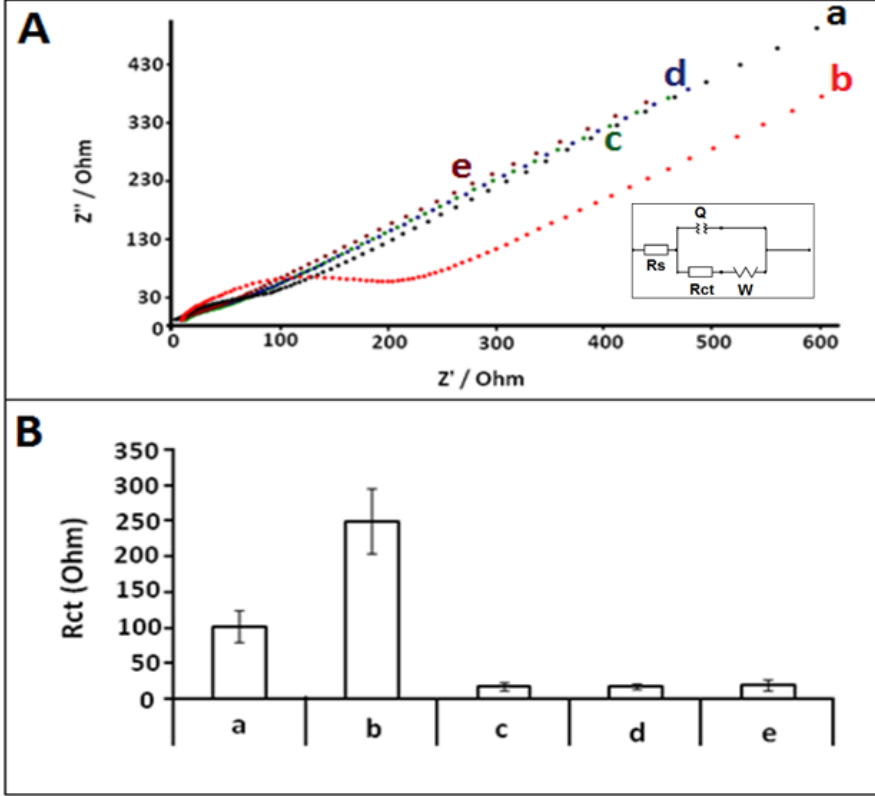 A
a
b
d
c
e
430
330
230
130
30
0
Z'' / Ohm
0 100 200 300 400 500 600
Z' / Ohm
Q
Rs
Rct W
B
350
300
250
200
150
100
50
0
Rct (Ohm)
a b c d e